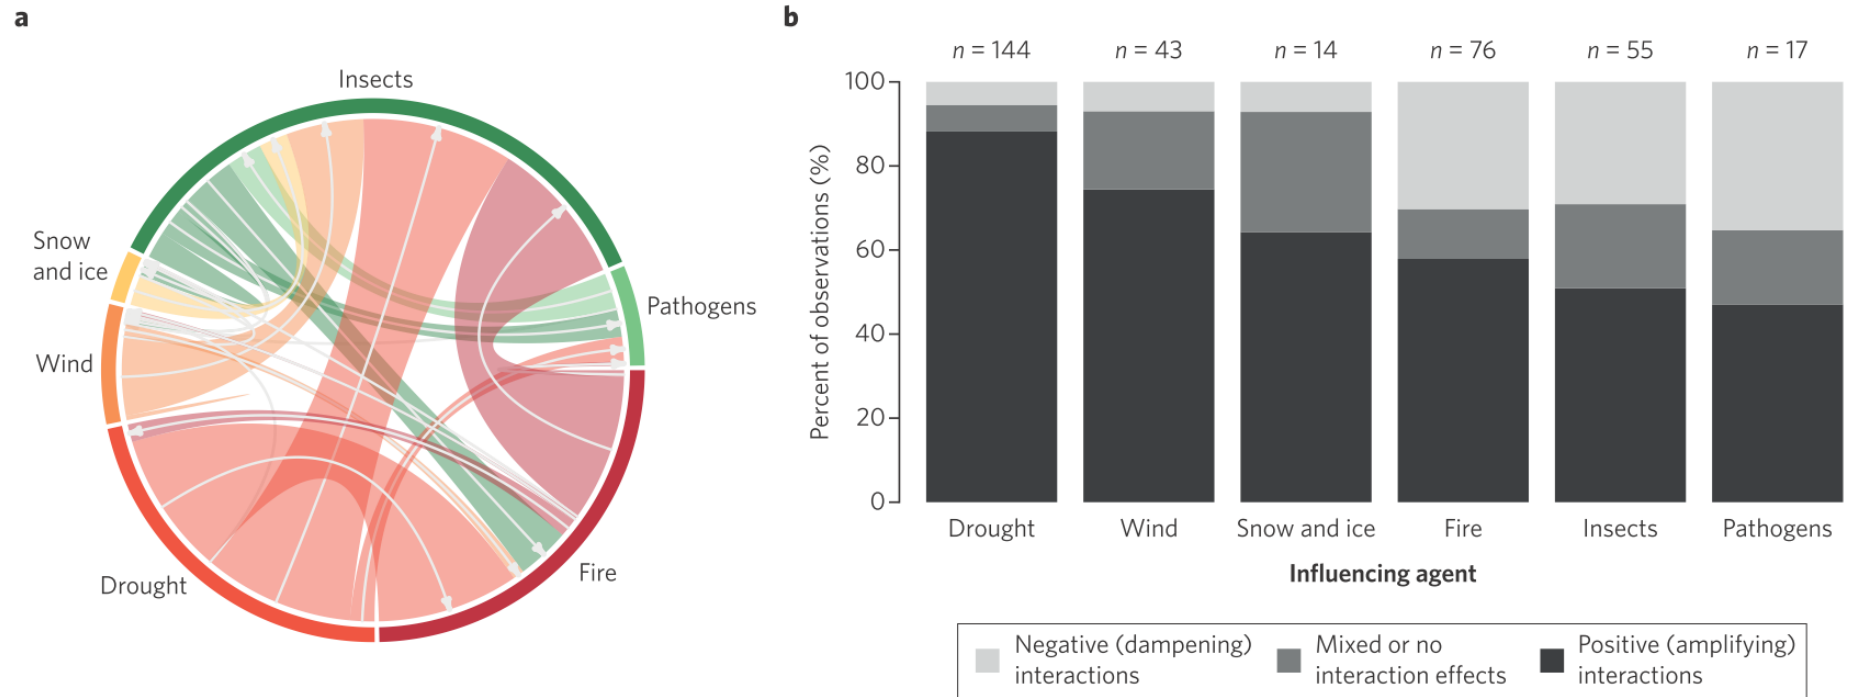 a
Insects
Snow
and ice
Pathogens
Wind
Drought
Fire
b
n = 144
n = 43
n = 14
n = 76
n = 55
n = 17
Percent of observations (%)
100
80
60
40
20
0
Drought
Wind
Snow and ice
Fire
Insects
Pathogens
Influencing agent
Negative (dampening)
interactions
Mixed or no
interaction effects
Positive (amplifying)
interactions